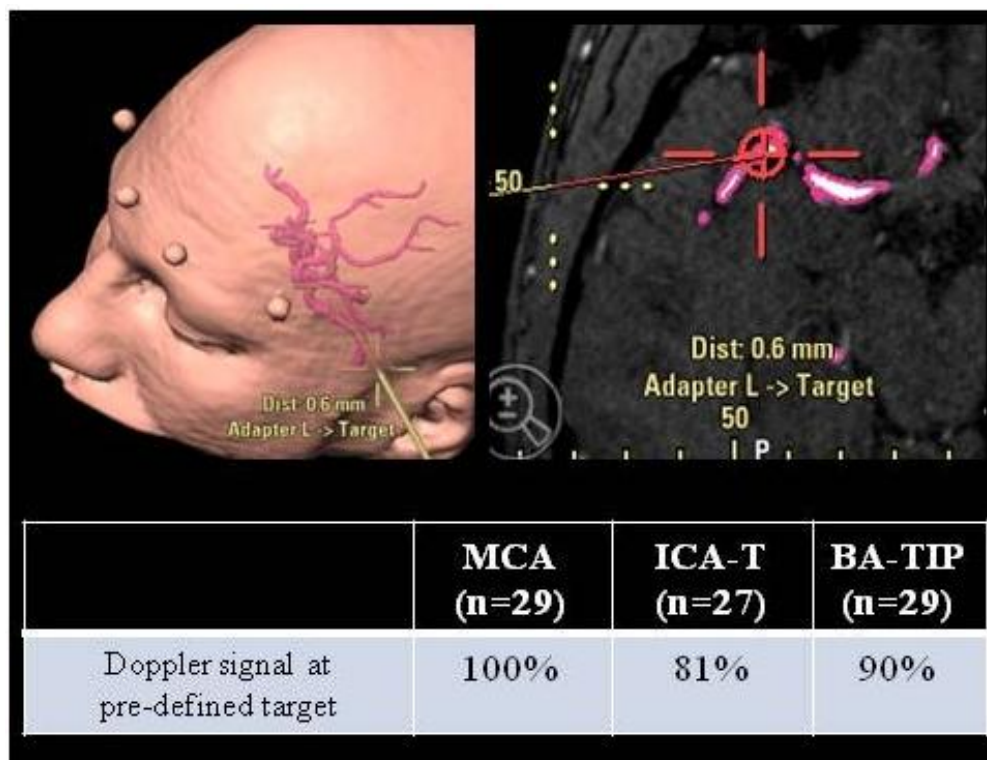 Dist: 0.6 mm
Adapter L -> Target
50
Dist: 0.6 mm
Adapter L -> Target
50
P
MCA (n=29) ICA-T (n=27) BA-TIP (n=29)
Doppler signal at pre-defined target 100% 81% 90%